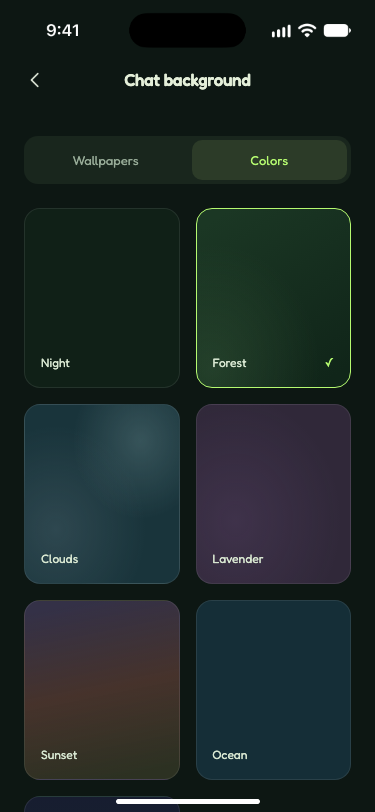 9:41
Chat background
Wallpapers
Colors
Night
Forest ✓
Clouds
Lavender
Sunset
Ocean